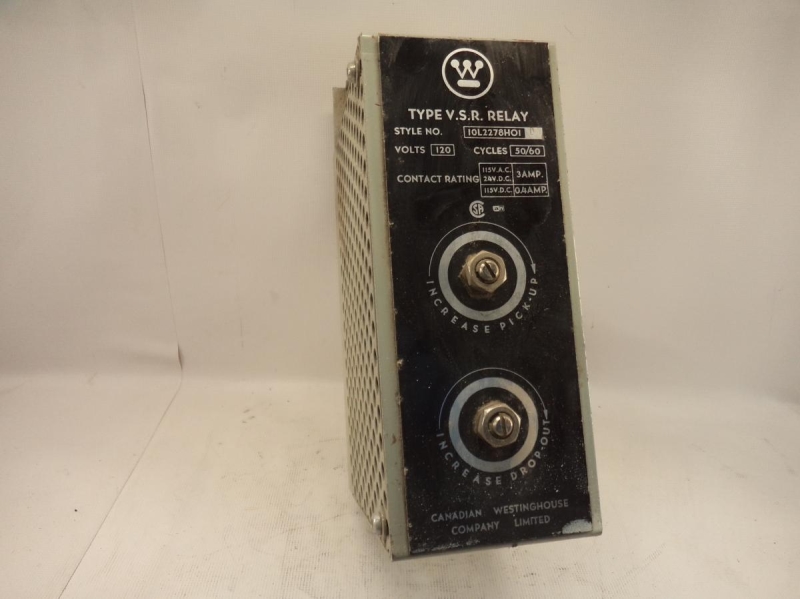 W
TYPE V.S.R. RELAY
STYLE NO. 10L2278H01
VOLTS 120 CYCLES 50/60
CONTACT RATING 115V.A.C. 24V.D.C. 3AMP.
115V.D.C. 0.4AMP.
INCREASE PICK-UP
INCREASE DROP-OUT
CANADIAN WESTINGHOUSE
COMPANY LIMITED